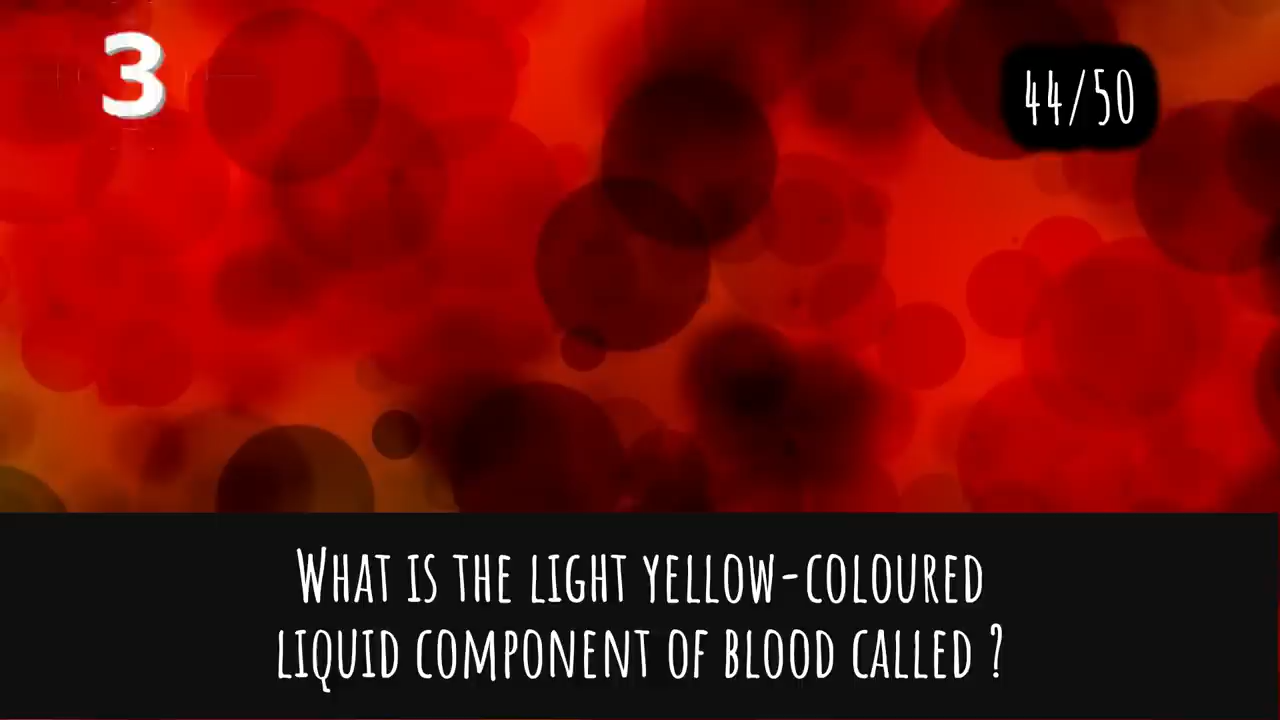 3
44/50
What is the light yellow-coloured
liquid component of blood called ?